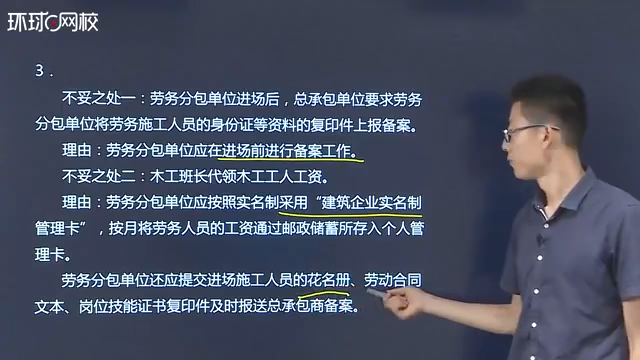 环球网校
3．
不妥之处一：劳务分包单位进场后，总承包单位要求劳务
分包单位将劳务施工人员的身份证等资料的复印件上报备案。
理由：劳务分包单位应在进场前进行备案工作。
不妥之处二：木工班长代领木工工人工资。
理由：劳务分包单位应按照实名制采用“建筑企业实名制
管理卡”，按月将劳务人员的工资通过邮政储蓄所存入个人管
理卡。
劳务分包单位还应提交进场施工人员的花名册、劳动合同
文本、岗位技能证书复印件及时报送总承包商备案。